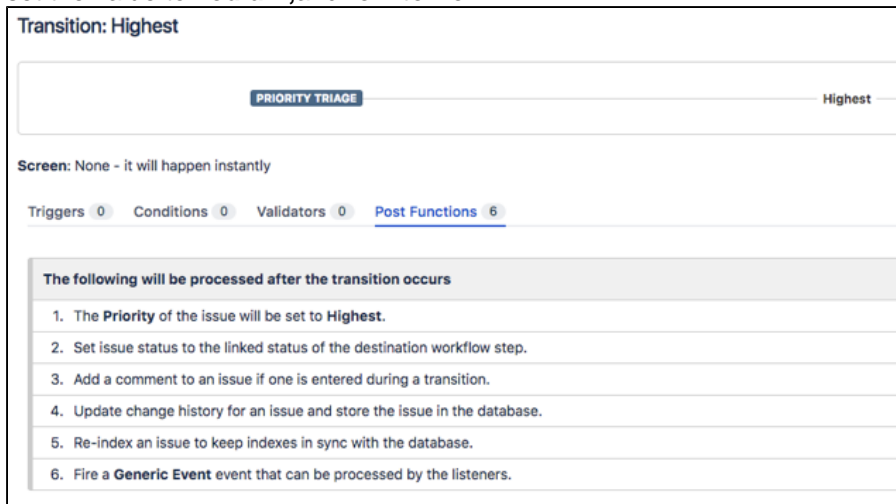 Transition: Highest
PRIORITY TRIAGE
Highest
Screen: None - it will happen instantly
Triggers 0 Conditions 0 Validators 0 Post Functions 6
The following will be processed after the transition occurs
1. The Priority of the issue will be set to Highest.
2. Set issue status to the linked status of the destination workflow step.
3. Add a comment to an issue if one is entered during a transition.
4. Update change history for an issue and store the issue in the database.
5. Re-index an issue to keep indexes in sync with the database.
6. Fire a Generic Event event that can be processed by the listeners.